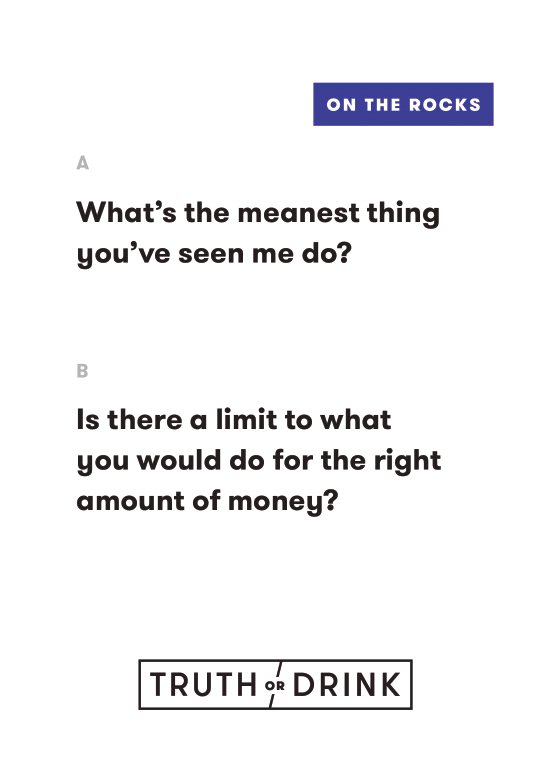 ON THE ROCKS
A
What’s the meanest thing
you’ve seen me do?
B
Is there a limit to what
you would do for the right
amount of money?
TRUTH OR DRINK